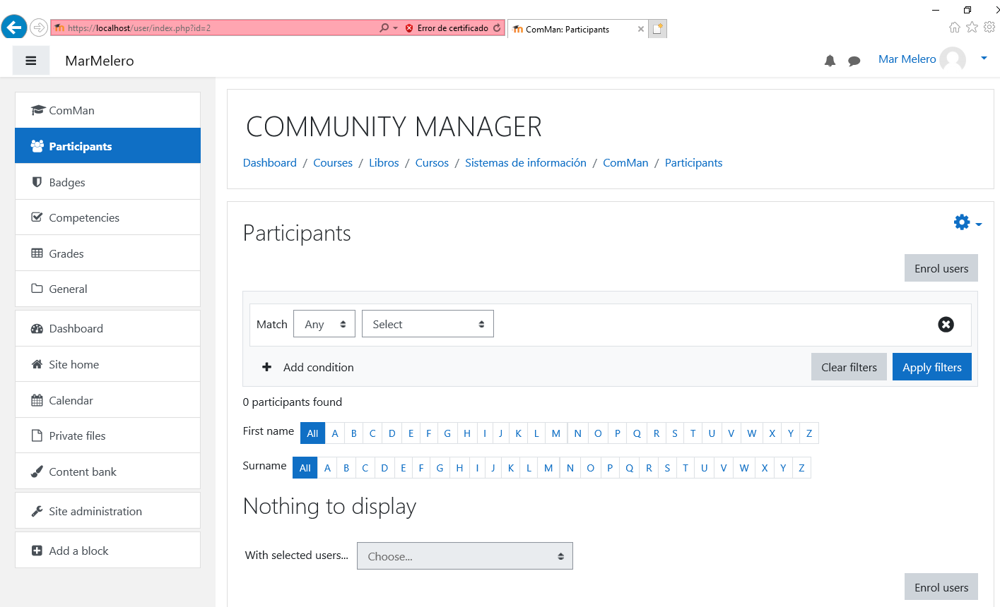 https://localhost/user/index.php?id=2
Error de certificado
ComMan: Participants
MarMelero
Mar Melero
ComMan
Participants
Badges
Competencies
Grades
General
Dashboard
Site home
Calendar
Private files
Content bank
Site administration
Add a block
COMMUNITY MANAGER
Dashboard / Courses / Libros / Cursos / Sistemas de información / ComMan / Participants
Participants
Enrol users
Match Any Select
Add condition
Clear filters Apply filters
0 participants found
First name All A B C D E F G H I J K L M N O P Q R S T U V W X Y Z
Surname All A B C D E F G H I J K L M N O P Q R S T U V W X Y Z
Nothing to display
With selected users... Choose...
Enrol users